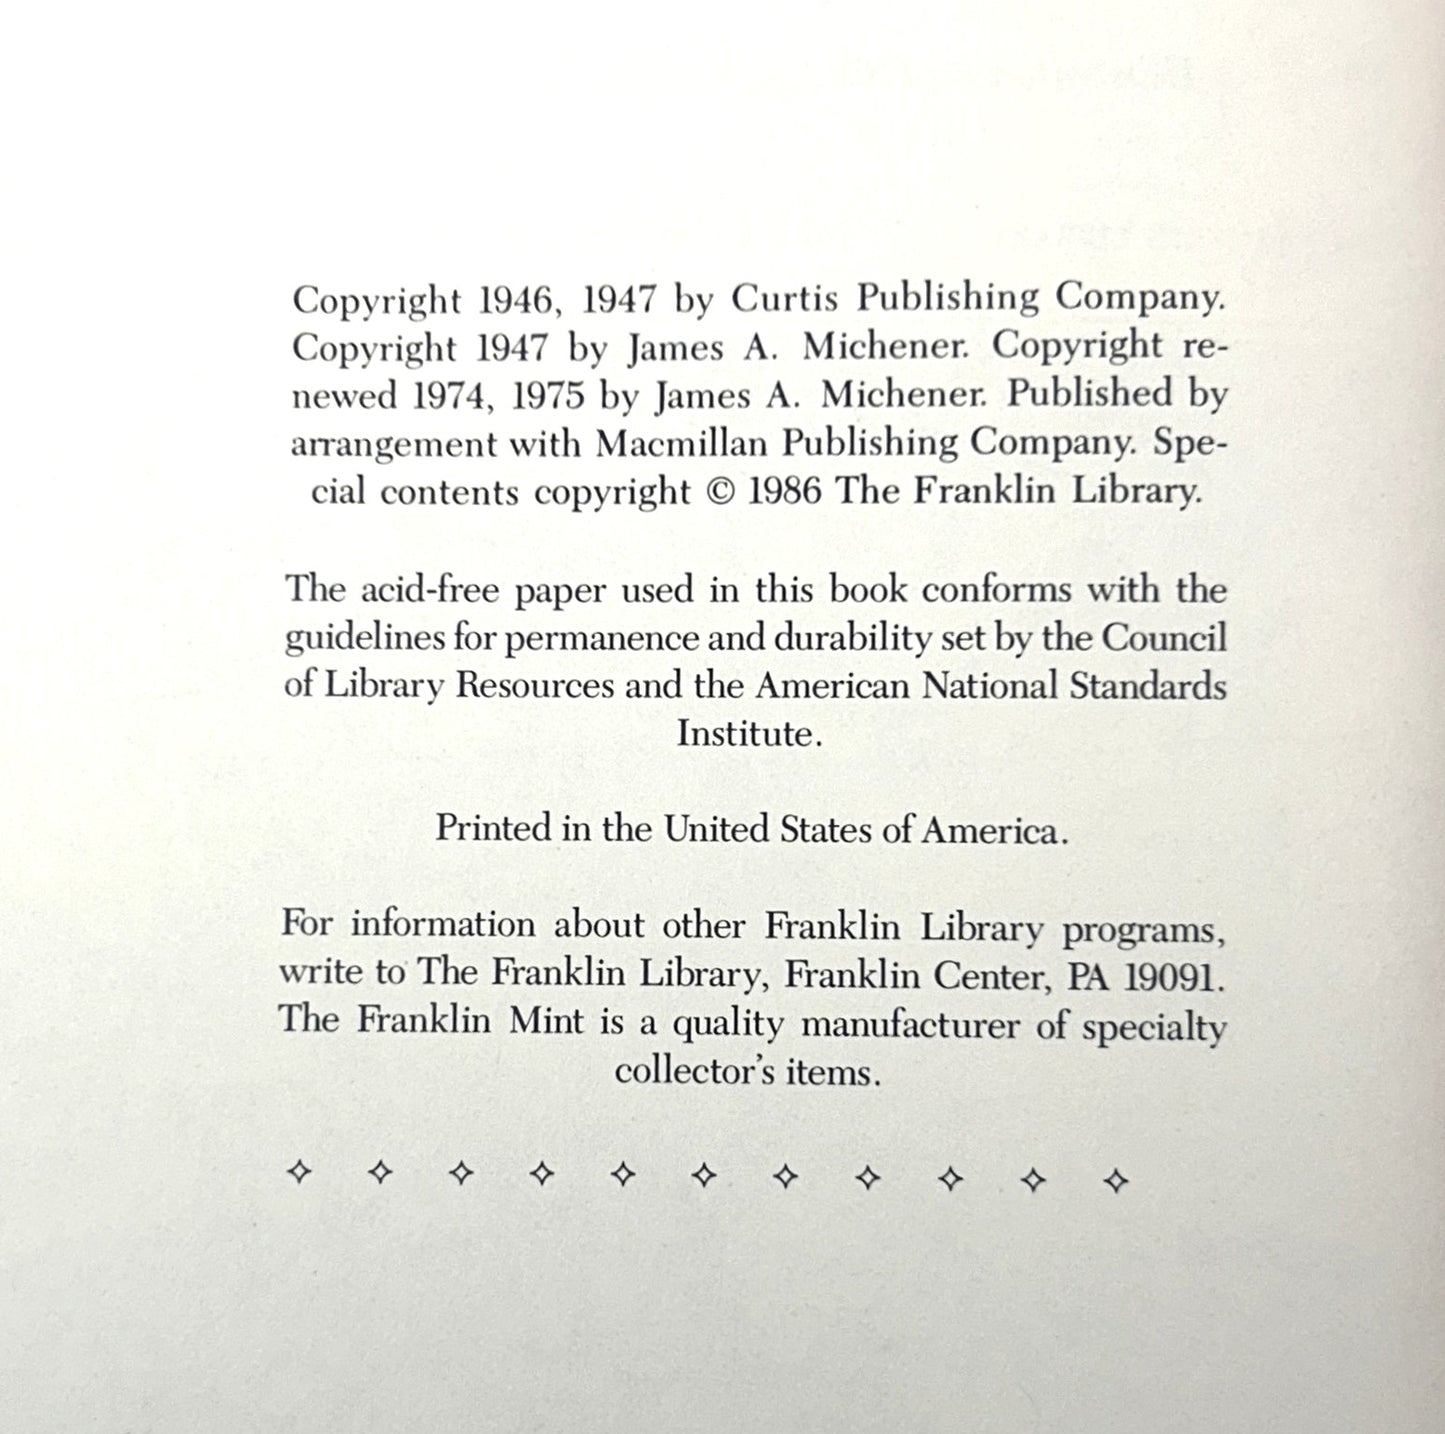 Copyright 1946, 1947 by Curtis Publishing Company.
Copyright 1947 by James A. Michener. Copyright re-
newed 1974, 1975 by James A. Michener. Published by
arrangement with Macmillan Publishing Company. Spe-
cial contents copyright © 1986 The Franklin Library.
The acid-free paper used in this book conforms with the
guidelines for permanence and durability set by the Council
of Library Resources and the American National Standards
Institute.
Printed in the United States of America.
For information about other Franklin Library programs,
write to The Franklin Library, Franklin Center, PA 19091.
The Franklin Mint is a quality manufacturer of specialty
collector's items.